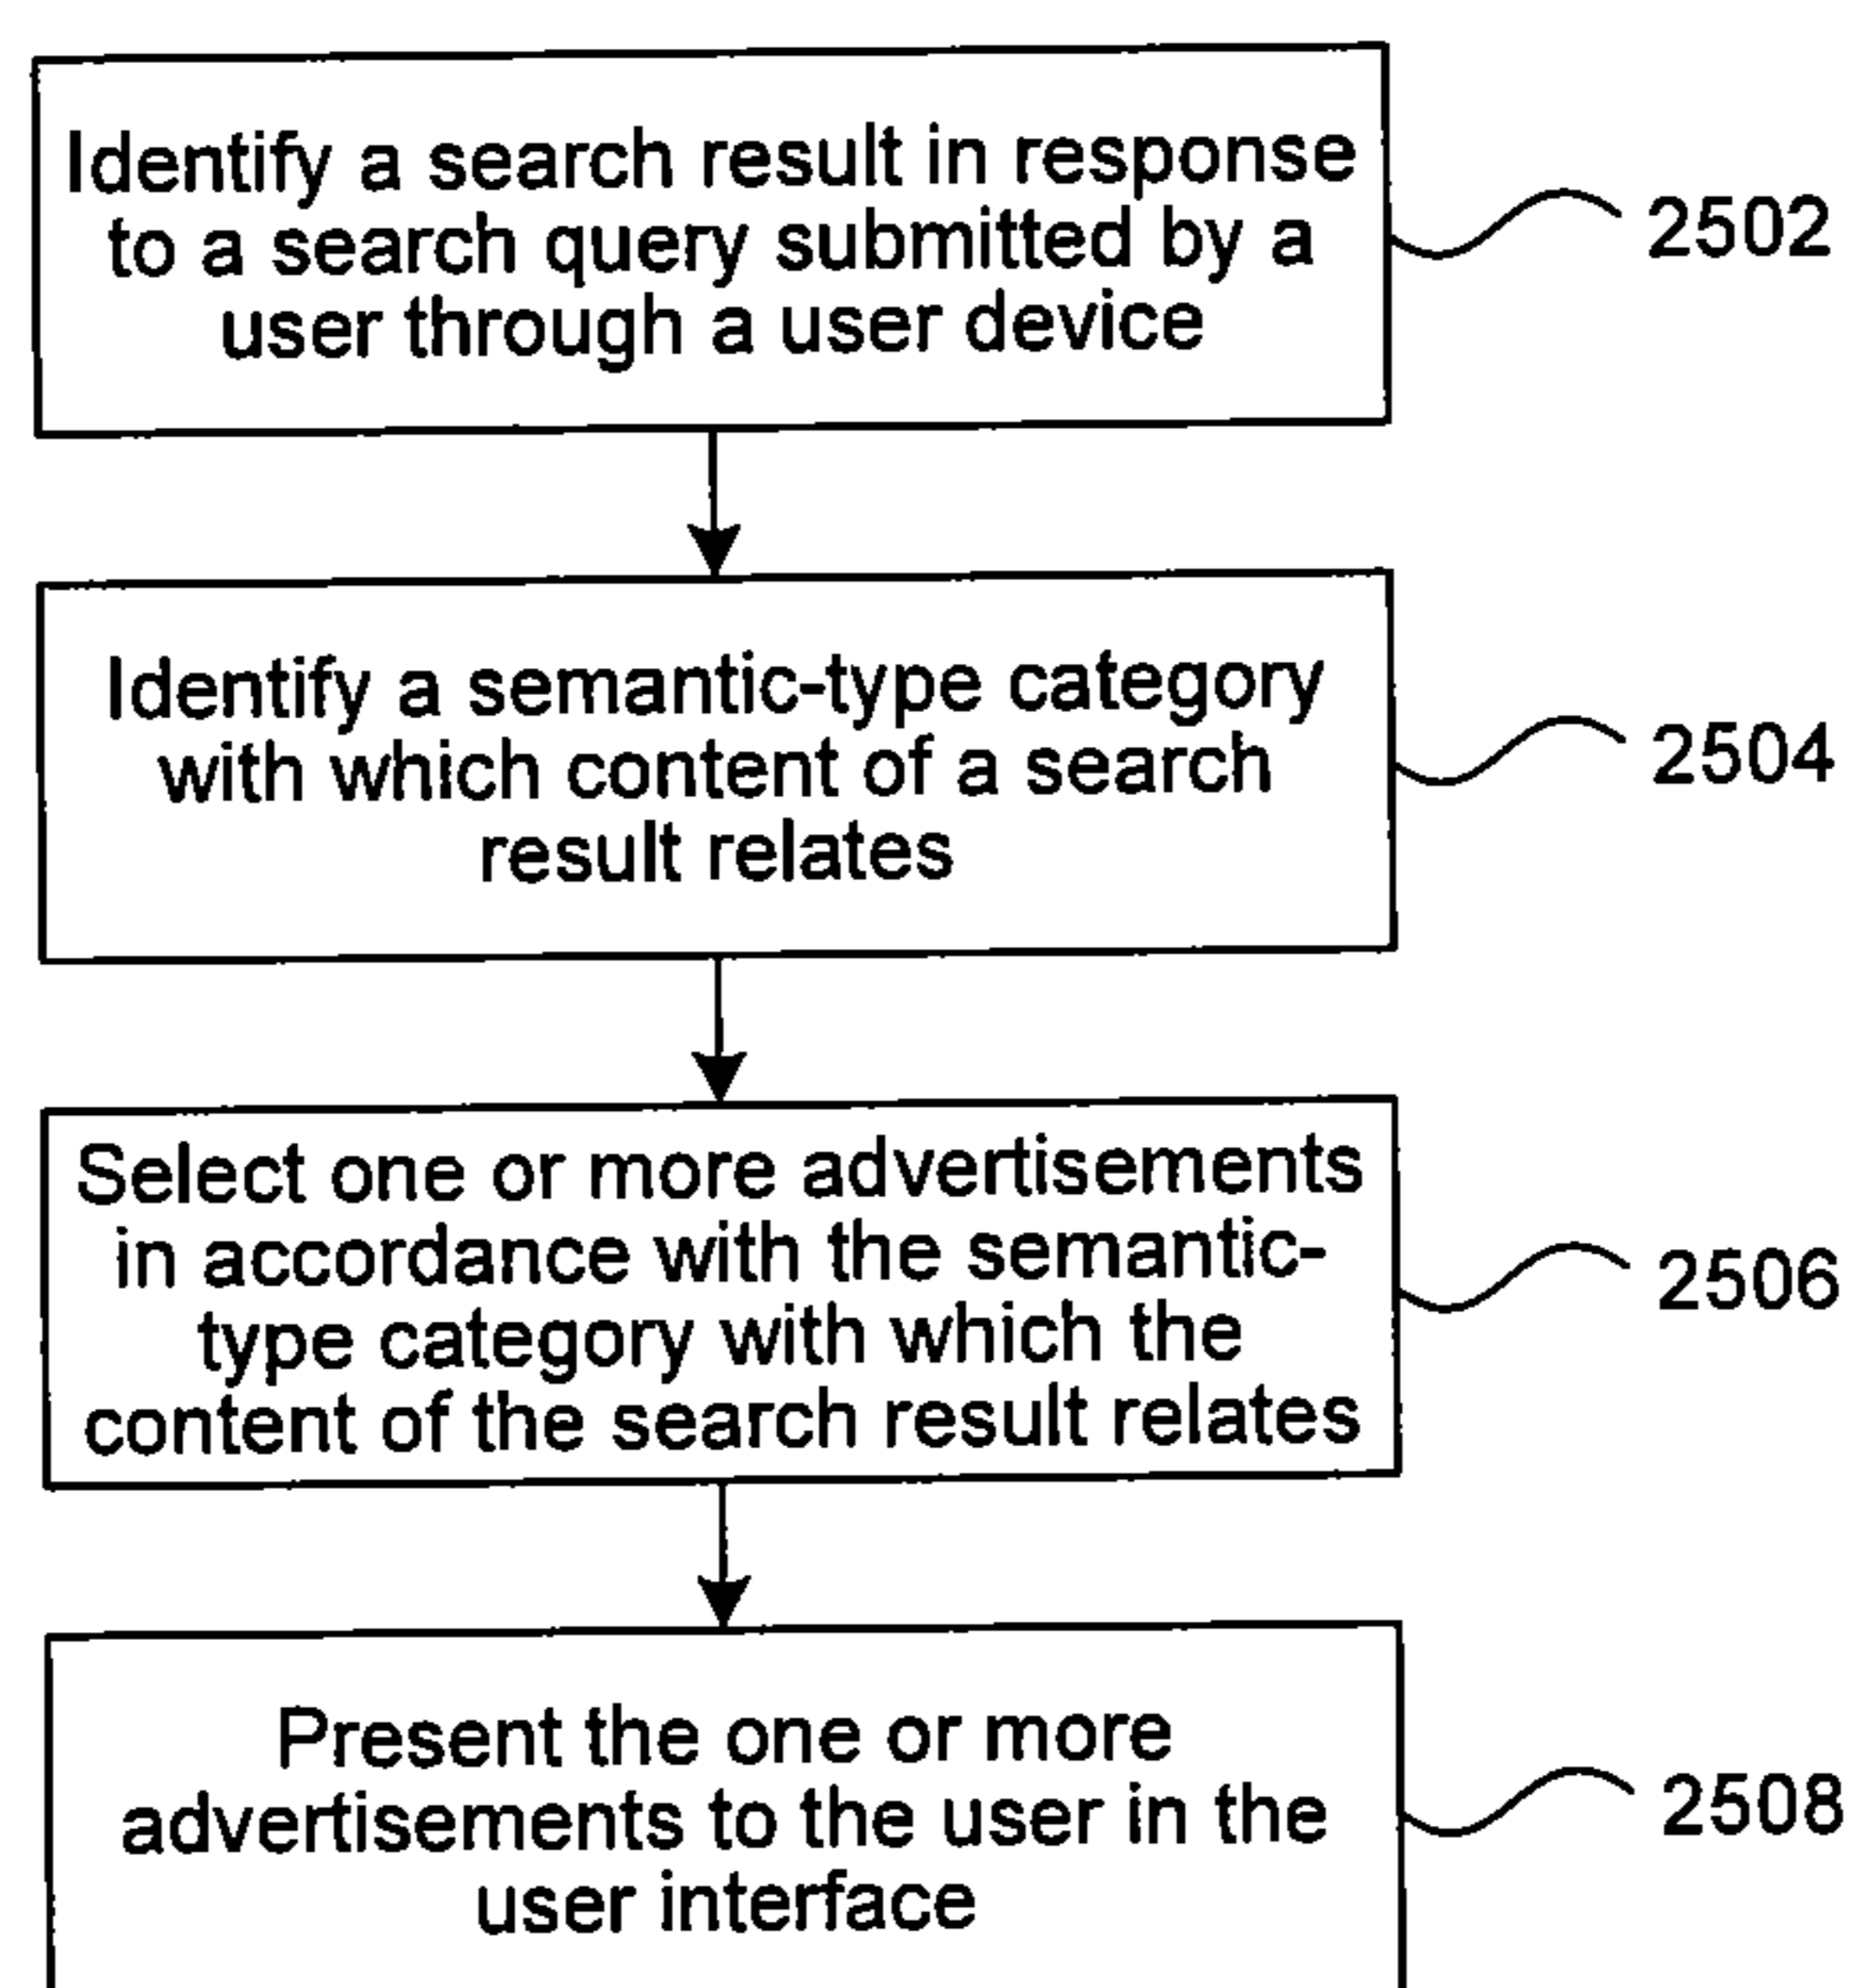 Identify a search result in response
to a search query submitted by a
user through a user device
2502
Identify a semantic-type category
with which content of a search
result relates
2504
Select one or more advertisements
in accordance with the semantic-
type category with which the
content of the search result relates
2506
Present the one or more
advertisements to the user in the
user interface
2508